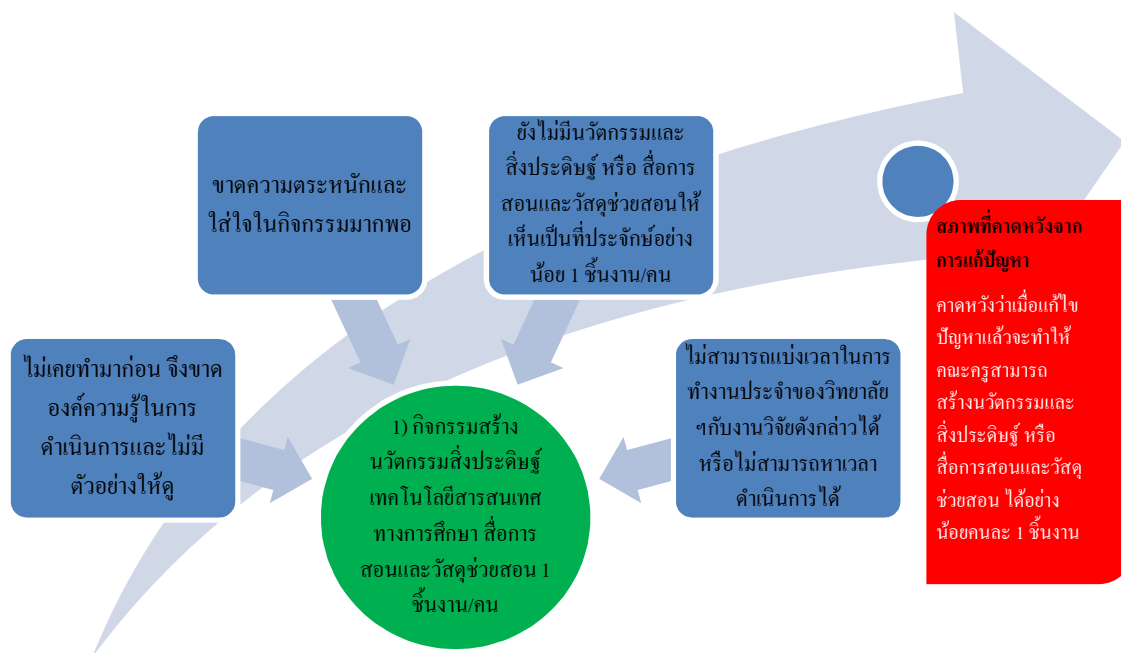 ขาดความตระหนักและ
ใส่ใจในกิจกรรมมากพอ
ยังไม่มีนวัตกรรมและ
สิ่งประดิษฐ์ หรือ สื่อการ
สอนและวัสดุช่วยสอนให้
เห็นเป็นที่ประจักษ์อย่าง
น้อย 1 ชิ้นงาน/คน
ไม่เคยทำมาก่อน จึงขาด
องค์ความรู้ในการ
ดำเนินการและไม่มี
ตัวอย่างให้ดู
ไม่สามารถแบ่งเวลาในการ
ทำงานประจำของวิทยาลัย
ฯกับงานวิจัยดังกล่าวได้
หรือไม่สามารถหาเวลา
ดำเนินการได้
1) กิจกรรมสร้าง
นวัตกรรมสิ่งประดิษฐ์
เทคโนโลยีสารสนเทศ
ทางการศึกษา สื่อการ
สอนและวัสดุช่วยสอน 1
ชิ้นงาน/คน
สภาพที่คาดหวังจาก
การแก้ปัญหา
คาดหวังว่าเมื่อแก้ไข
ปัญหาแล้วจะทำให้
คณะครูสามารถ
สร้างนวัตกรรมและ
สิ่งประดิษฐ์ หรือ
สื่อการสอนและวัสดุ
ช่วยสอน ได้อย่าง
น้อยคนละ 1 ชิ้นงาน